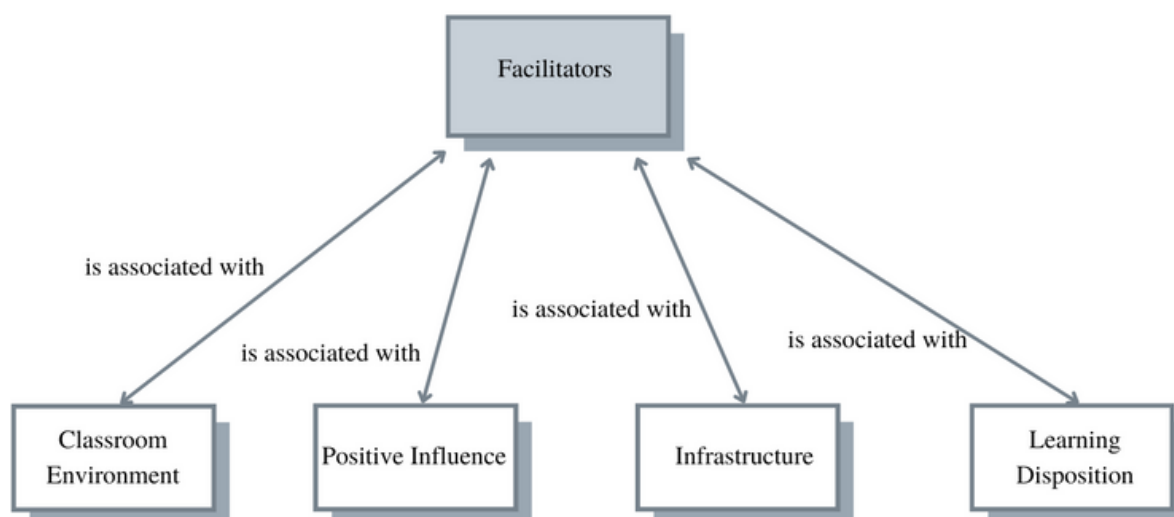 Facilitators
is associated with
is associated with
is associated with
is associated with
Classroom
Environment
Positive Influence
Infrastructure
Learning
Disposition